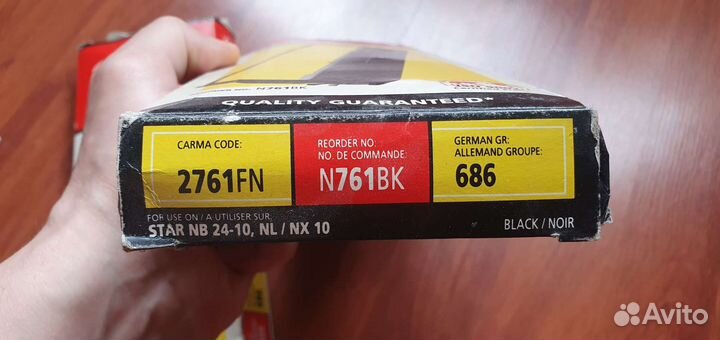 N761BK
QUALITY GUARANTEED*
CARMA CODE:
2761FN
REORDER NO:
NO. DE COMMANDE:
N761BK
GERMAN GR:
ALLEMAND GROUPE:
686
FOR USE ON / A UTILISER SUR
STAR NB 24-10, NL / NX 10
BLACK / NOIR
Avito